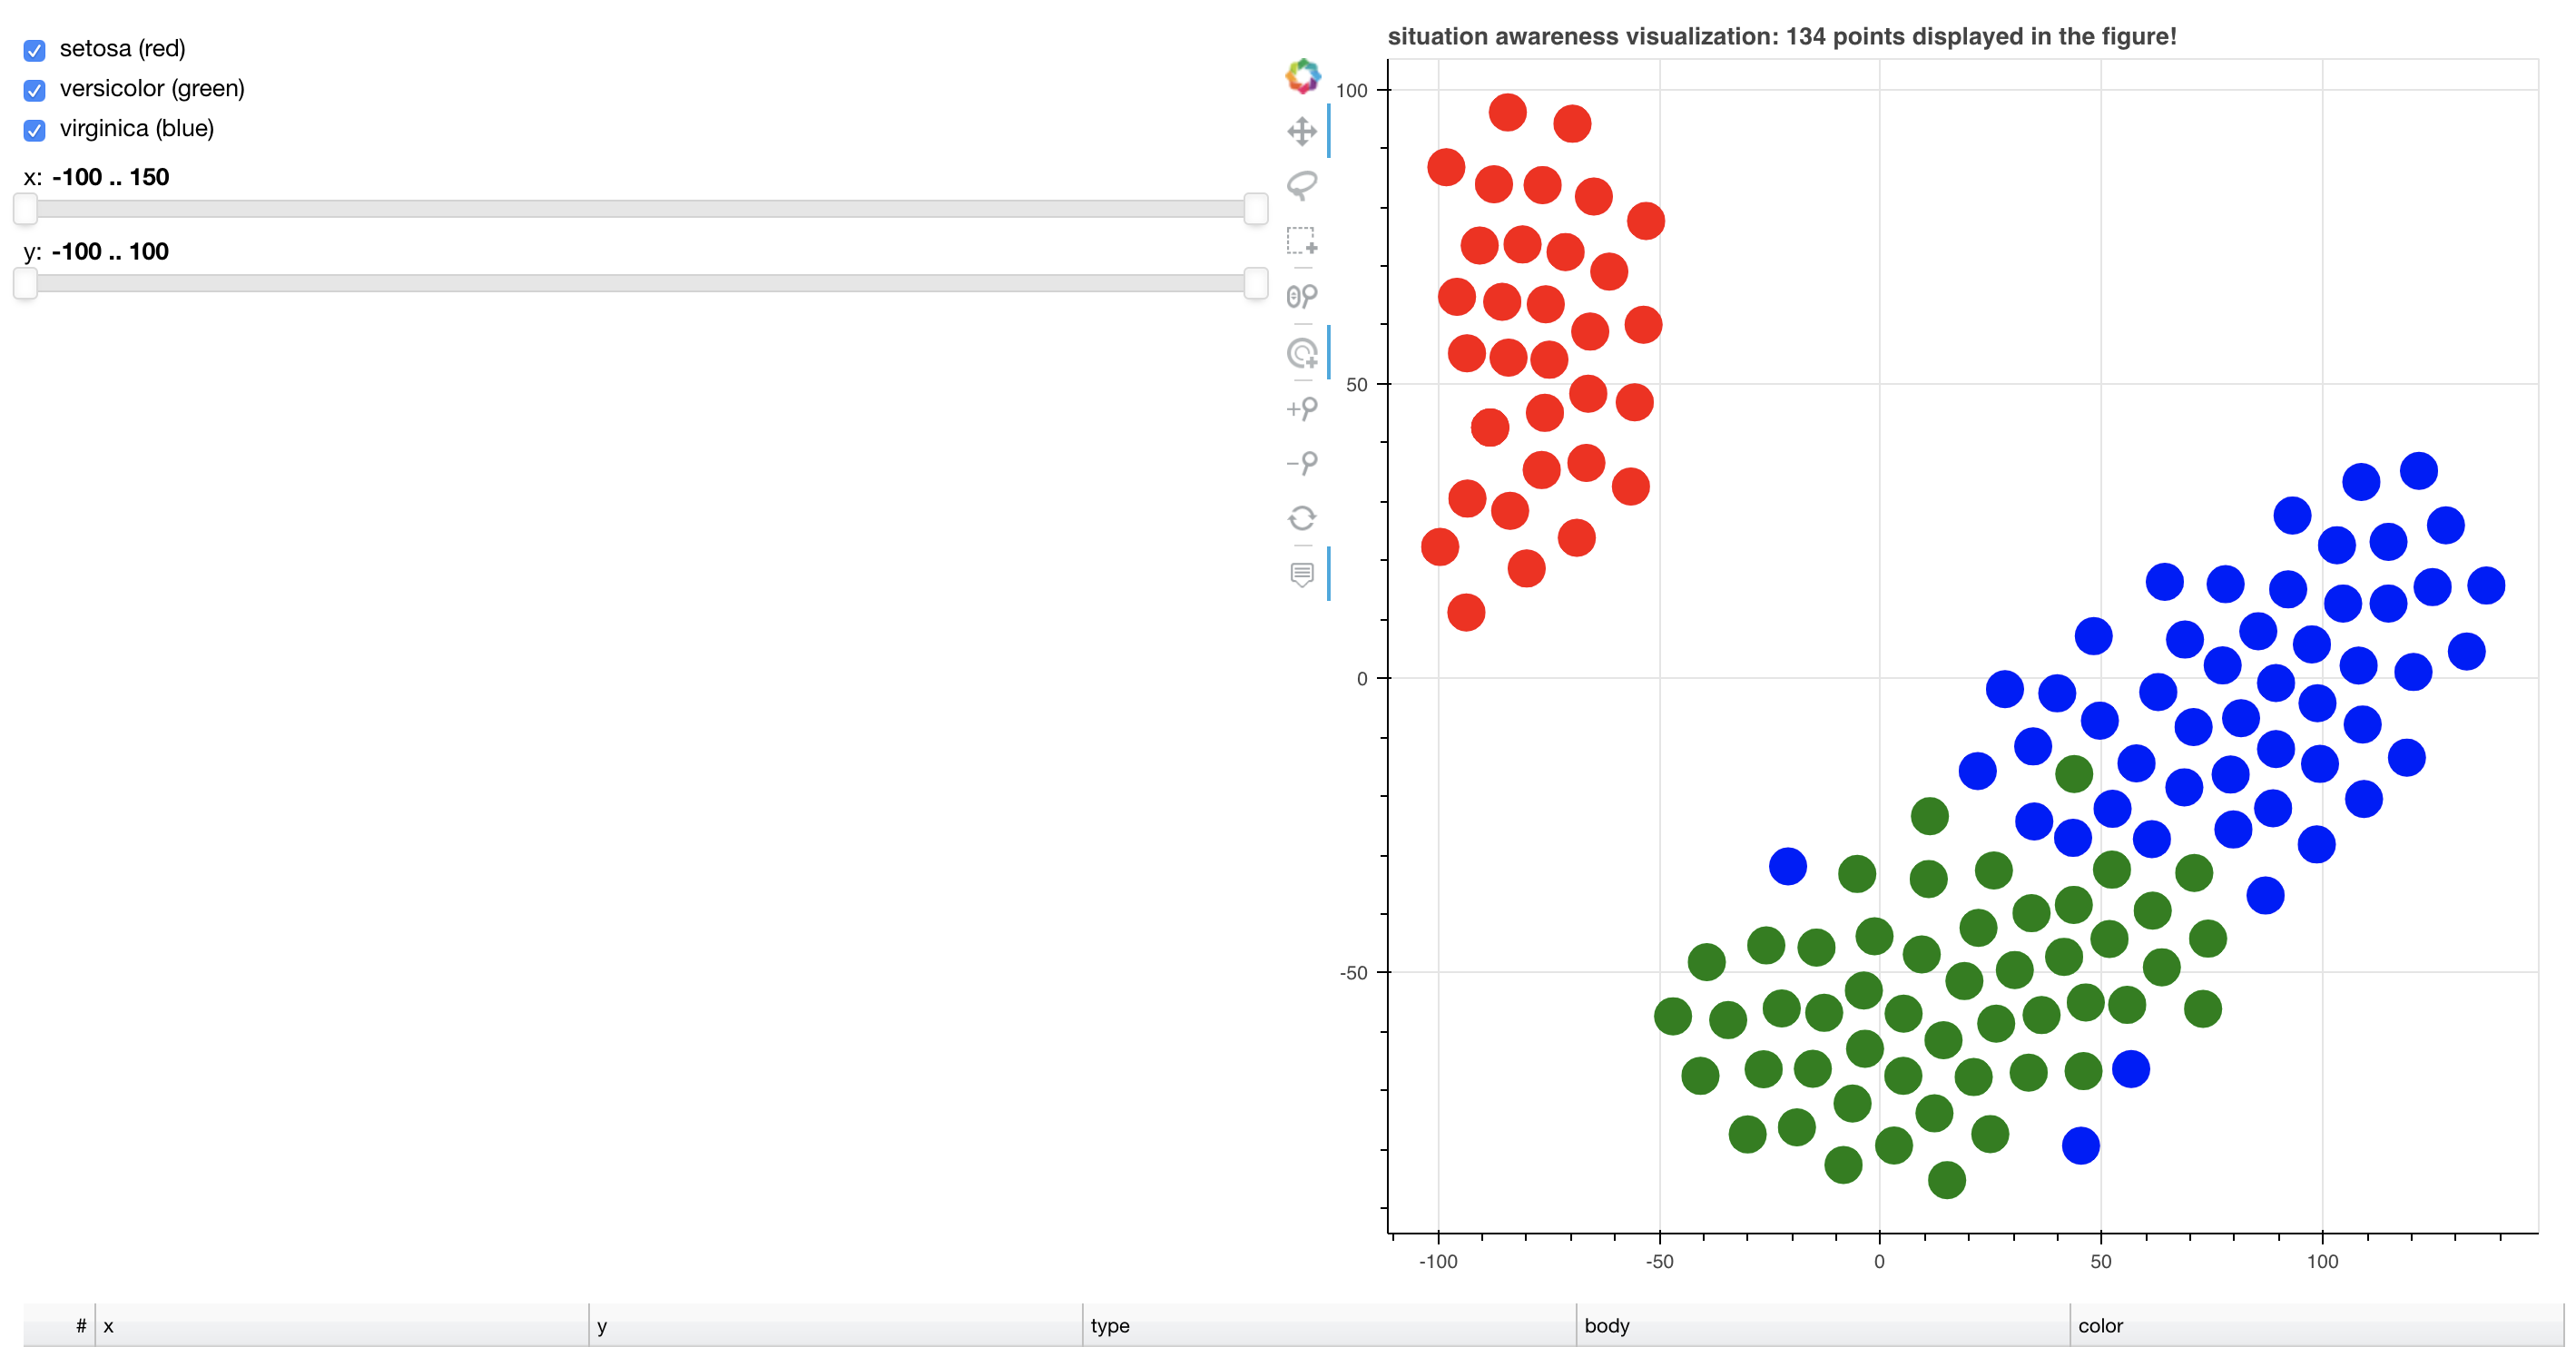 setosa (red)
versicolor (green)
virginica (blue)
x: -100 .. 150
y: -100 .. 100
situation awareness visualization: 134 points displayed in the figure!
100
50
0
-50
-100 -50 0 50 100
# x y type body color